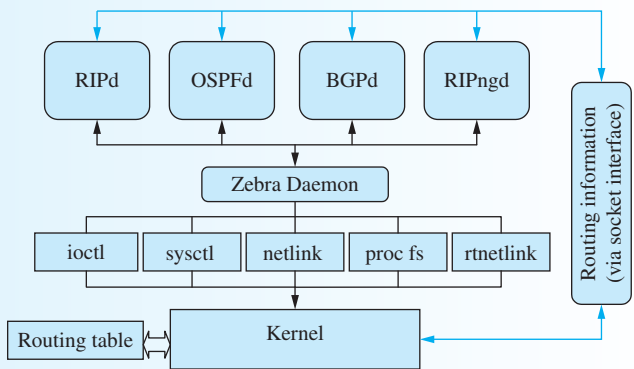 RIPd
OSPFd
BGPd
RIPngd
Zebra Daemon
ioctl
sysctl
netlink
proc fs
rtnetlink
Kernel
Routing table
Routing information
(via socket interface)